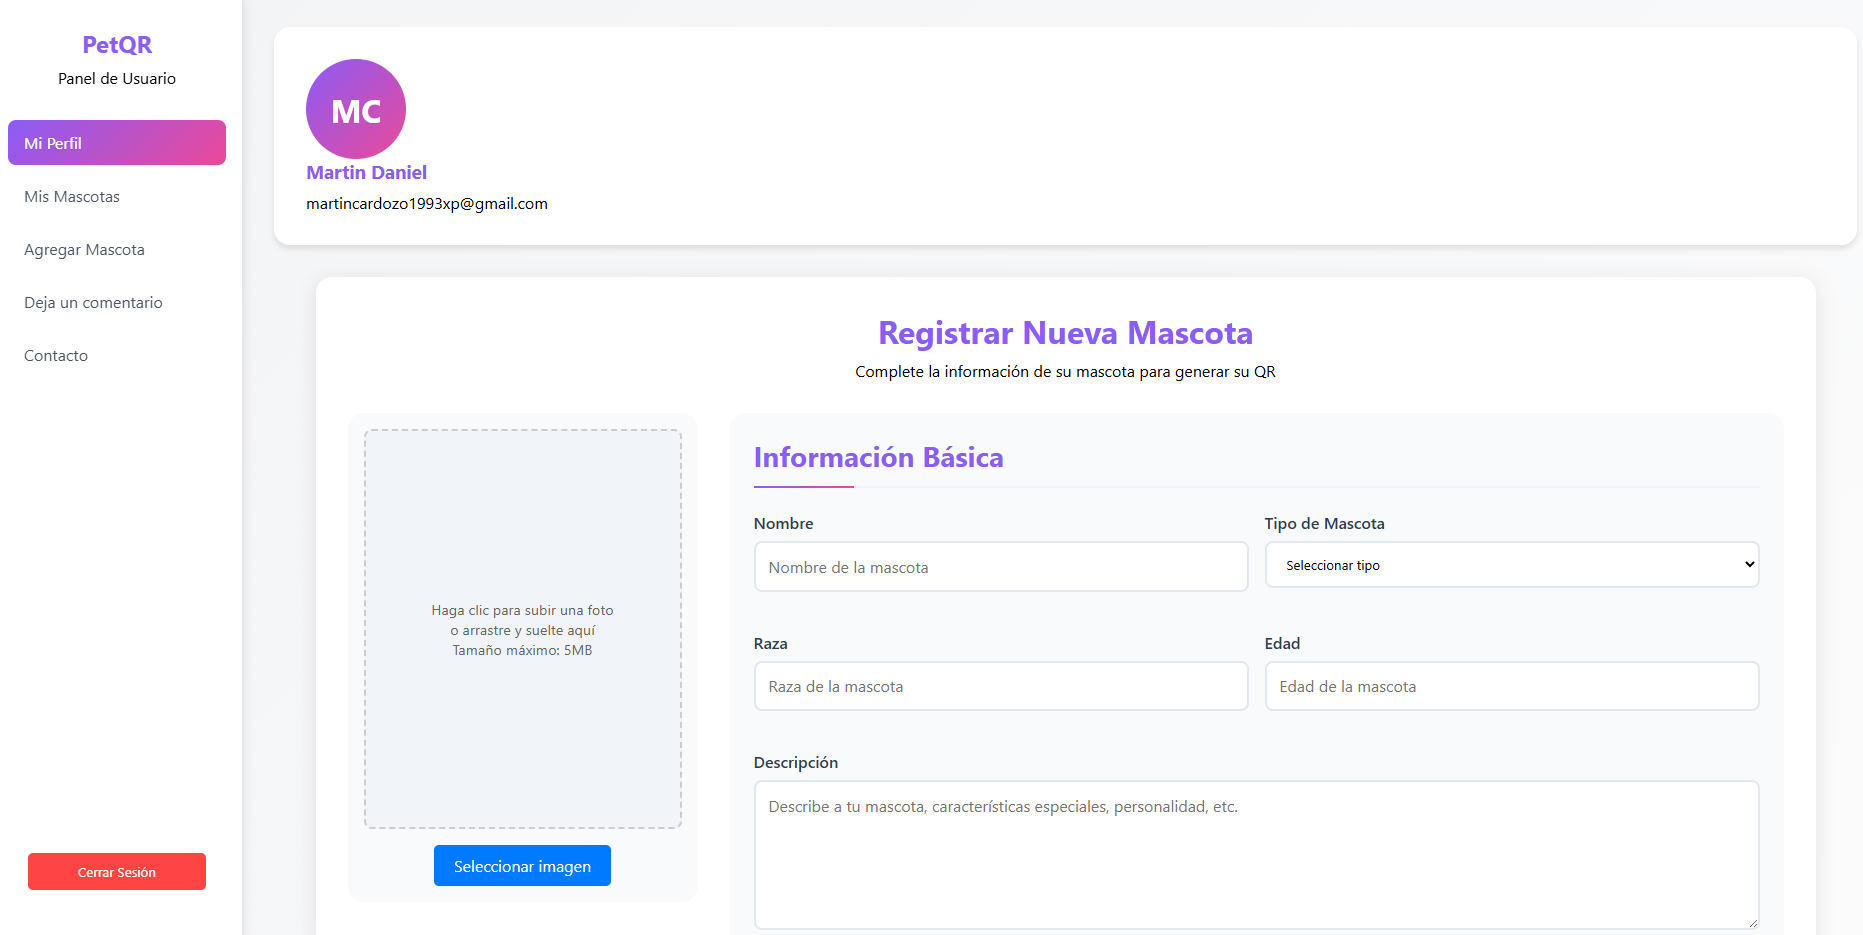 PetQR
Panel de Usuario
Mi Perfil
Mis Mascotas
Agregar Mascota
Deja un comentario
Contacto
Cerrar Sesión
MC
Martin Daniel
martincardozo1993xp@gmail.com
Registrar Nueva Mascota
Complete la información de su mascota para generar su QR
Haga clic para subir una foto
o arrastre y suelte aquí
Tamaño máximo: 5MB
Seleccionar imagen
Información Básica
Nombre
Nombre de la mascota
Tipo de Mascota
Seleccionar tipo
Raza
Raza de la mascota
Edad
Edad de la mascota
Descripción
Describe a tu mascota, características especiales, personalidad, etc.